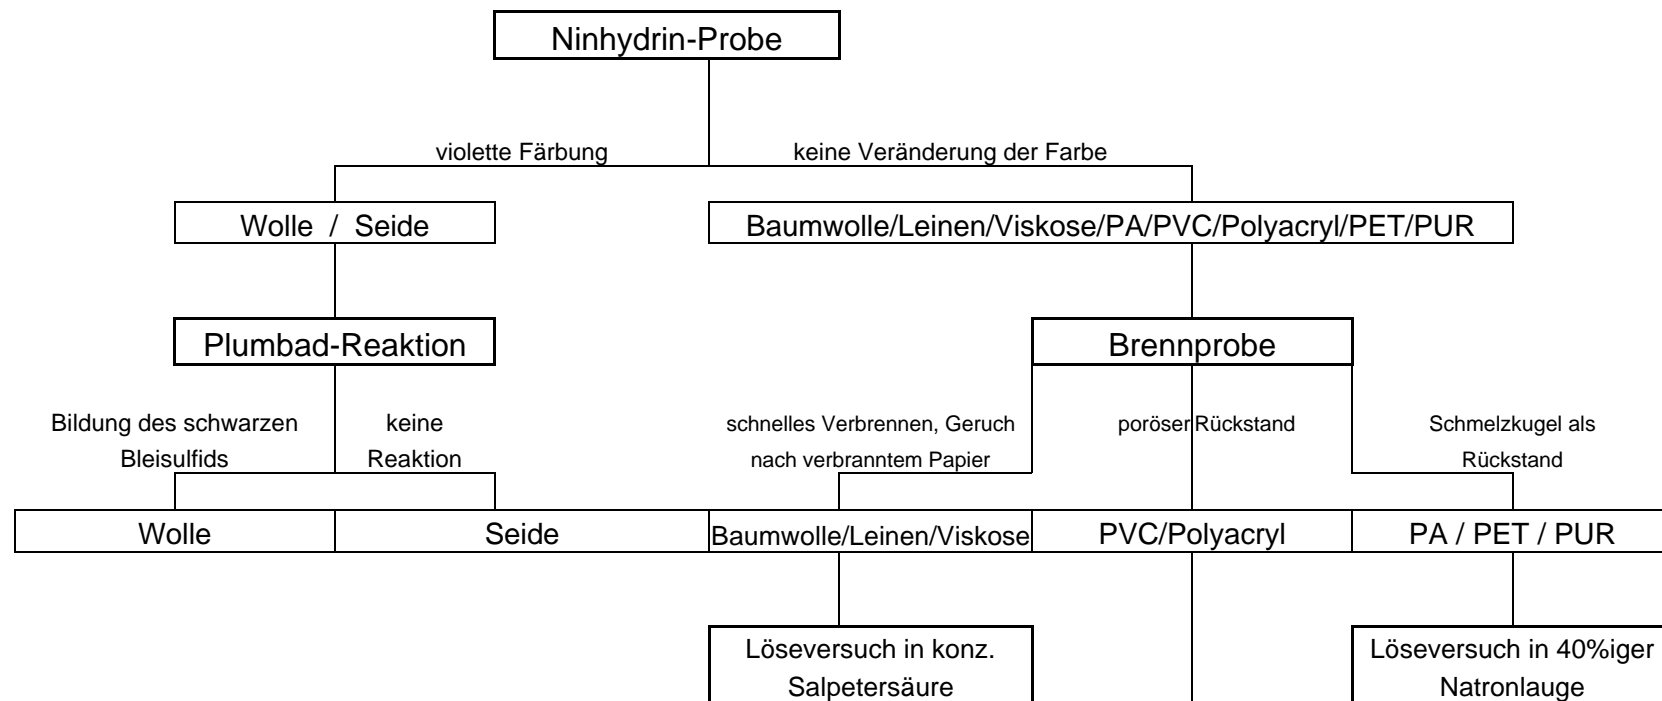 Ninhydrin-Probe
violette Färbung
keine Veränderung der Farbe
Wolle / Seide
Baumwolle/Leinen/Viskose/PA/PVC/Polyacryl/PET/PUR
Plumbad-Reaktion
Brennprobe
Bildung des schwarzen
Bleisulfids
keine
Reaktion
schnelles Verbrennen, Geruch
nach verbranntem Papier
poröser Rückstand
Schmelzkugel als
Rückstand
Wolle
Seide
Baumwolle/Leinen/Viskose
PVC/Polyacryl
PA / PET / PUR
Löseversuch in konz.
Salpetersäure
Löseversuch in 40%iger
Natronlauge